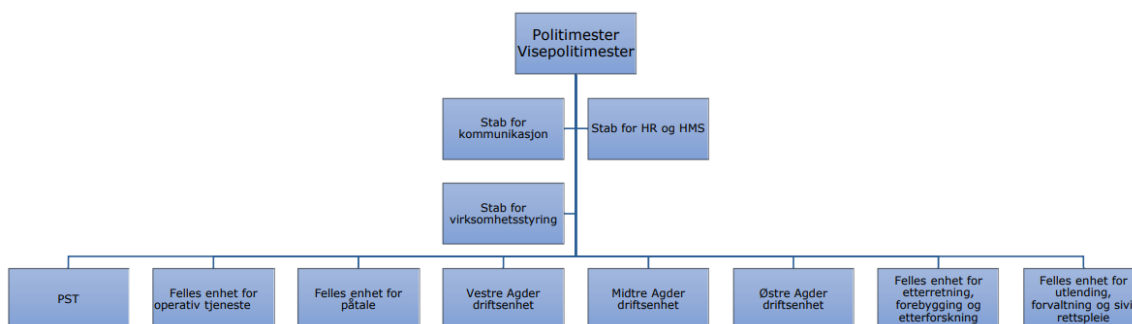 Politimester
Visepolitimester
Stab for
kommunikasjon
Stab for HR og HMS
Stab for
virksomhetsstyring
PST
Felles enhet for
operativ tjeneste
Felles enhet for
påtale
Vestre Agder
driftsenhet
Midtre Agder
driftsenhet
Østre Agder
driftsenhet
Felles enhet for
etterretning,
forebygging og
etterforskning
Felles enhet for
utlending,
forvaltning og sivil
rettspleie